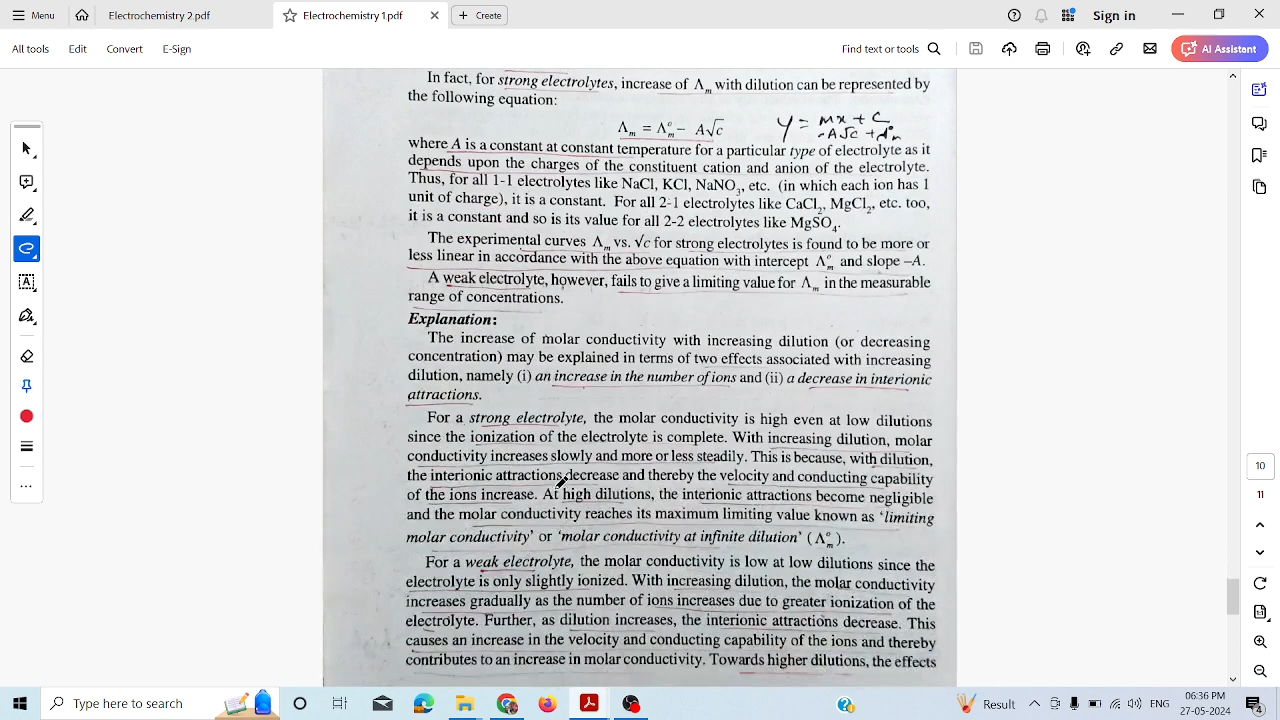 Menu
Electrochemistry 2.pdf
Electrochemistry 1.pdf
Create
Sign in
All tools Edit Convert E-Sign
Find text or tools
AI Assistant
In fact, for strong electrolytes, increase of Λm with dilution can be represented by
the following equation:
Λm = Λ°m – A√c
y = mx + c
-A√c + Λ°m
where A is a constant at constant temperature for a particular type of electrolyte as it
depends upon the charges of the constituent cation and anion of the electrolyte.
Thus, for all 1-1 electrolytes like NaCl, KCl, NaNO3, etc. (in which each ion has 1
unit of charge), it is a constant. For all 2-1 electrolytes like CaCl2, MgCl2, etc. too,
it is a constant and so is its value for all 2-2 electrolytes like MgSO4.
The experimental curves Λm vs. √c for strong electrolytes is found to be more or
less linear in accordance with the above equation with intercept Λ°m and slope –A.
A weak electrolyte, however, fails to give a limiting value for Λm in the measurable
range of concentrations.
Explanation:
The increase of molar conductivity with increasing dilution (or decreasing
concentration) may be explained in terms of two effects associated with increasing
dilution, namely (i) an increase in the number of ions and (ii) a decrease in interionic
attractions.
For a strong electrolyte, the molar conductivity is high even at low dilutions
since the ionization of the electrolyte is complete. With increasing dilution, molar
conductivity increases slowly and more or less steadily. This is because, with dilution,
the interionic attractions decrease and thereby the velocity and conducting capability
of the ions increase. At high dilutions, the interionic attractions become negligible
and the molar conductivity reaches its maximum limiting value known as 'limiting
molar conductivity' or 'molar conductivity at infinite dilution' (Λ°m).
For a weak electrolyte, the molar conductivity is low at low dilutions since the
electrolyte is only slightly ionized. With increasing dilution, the molar conductivity
increases gradually as the number of ions increases due to greater ionization of the
electrolyte. Further, as dilution increases, the interionic attractions decrease. This
causes an increase in the velocity and conducting capability of the ions and thereby
contributes to an increase in molar conductivity. Towards higher dilutions, the effects
10
11
Type here to search
Result
ENG
06:36 PM
27-05-2024
4